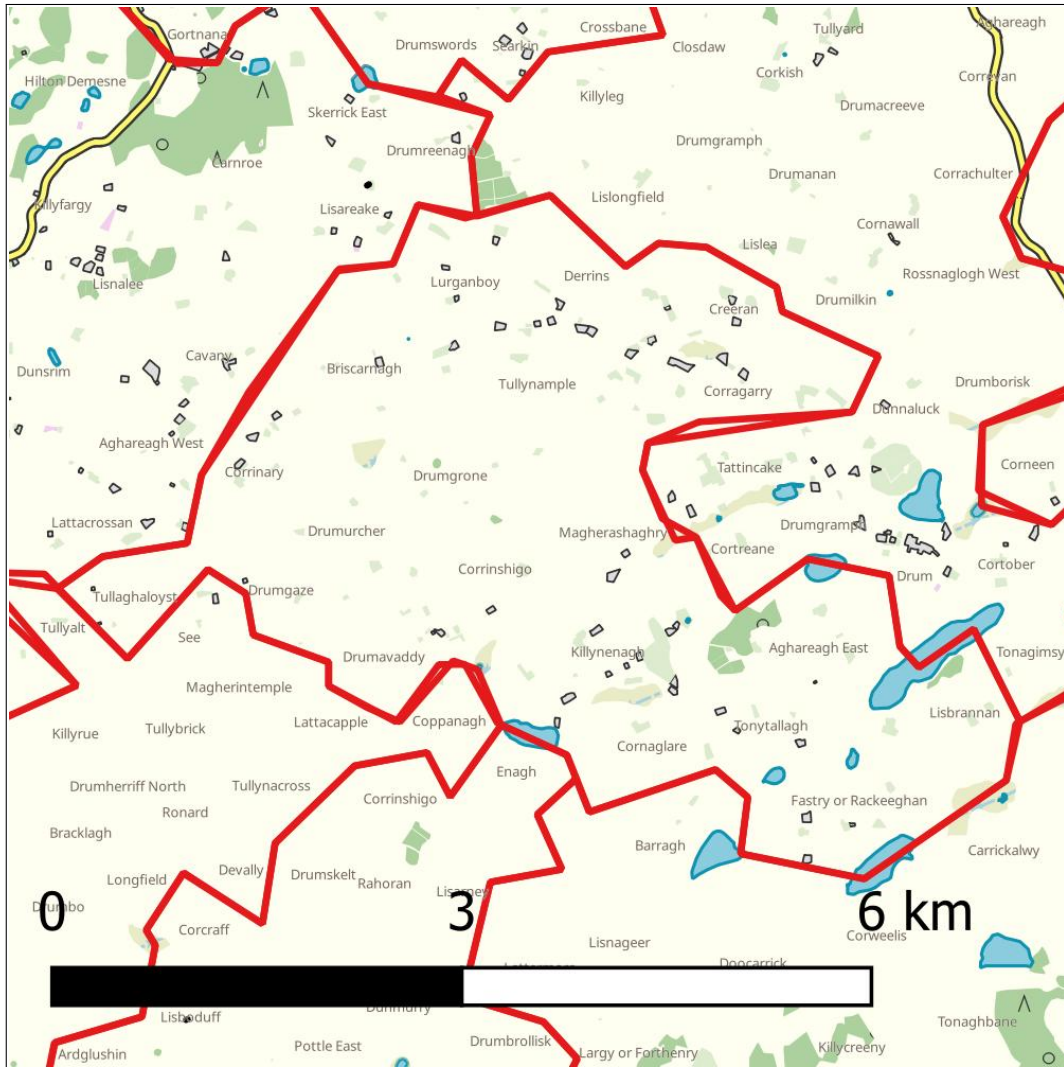 Gortnana
Drumswords
Searkin
Crossbane
Closdaw
Tullyard
Aghareagh
Hilton Demesne
Skerrick East
Killyleg
Corkish
Correvan
Drumacreeve
Carnroe
Drumreenagh
Drumgramph
Drumanan
Corrachulter
Killyfargy
Lisareake
Lislongfield
Cornawall
Lislea
Lisnalee
Lurganboy
Derrins
Rossnaglogh West
Creeran
Drumilkin
Cavany
Dunsrim
Briscarnagh
Tullynample
Corragarry
Drumborisk
Dunnaluck
Aghareagh West
Corrinary
Drumgrone
Tattincake
Corneen
Lattacrossan
Drumurcher
Magherashaghry
Drumgramph
Cortreane
Corrinshigo
Drum
Cortober
Tullaghaloyst
Drumgaze
Tullyalt
See
Drumavaddy
Killynenagh
Aghareagh East
Tonagimsy
Magherintemple
Lattacapple
Coppanagh
Lisbrannan
Killyrue
Tullybrick
Tonytallagh
Cornaglare
Enagh
Drumherriff North
Tullynacross
Corrinshigo
Fastry or Rackeeghan
Ronard
Bracklagh
Barragh
Carrickalwy
Longfield
Devally
Drumskelt
Rahoran
Lisarney
Drumbo
0
3
6 km
Corcraff
Lisnageer
Corweelis
Doocarrick
Lisboduff
Dunmurry
Tonaghbane
Ardglushin
Pottle East
Drumbrollisk
Largy or Forthenry
Killycreeny